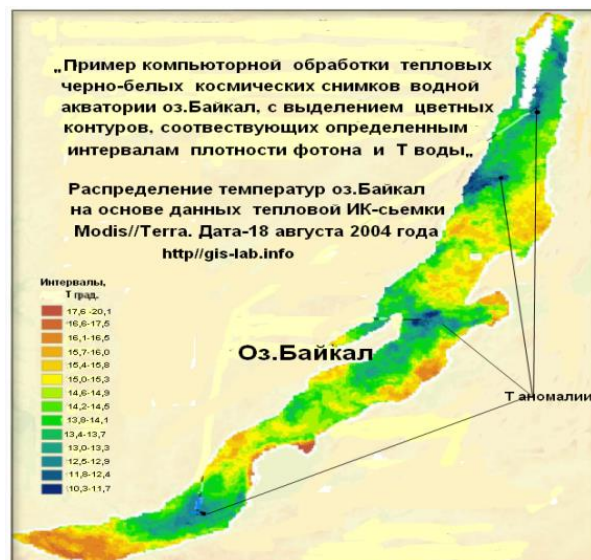 „Пример компьюторной обработки тепловых
черно-белых космических снимков водной
акватории оз.Байкал, с выделением цветных
контуров, соотвествующих определенным
интервалам плотности фотона и Т воды„
Распределение температур оз.Байкал
на основе данных тепловой ИК-сьемки
Modis//Terra. Дата-18 августа 2004 года
http//gis-lab.info
Интервалы,
Т град.
17,6 -20,1
16,6-17,5
16,1-16,5
15,7-16,0
15,4-15,8
15,0-15,3
14,6-14,9
14,2-14,5
13,8-14,1
13,4-13,7
13,0-13,3
12,5-12,9
11,8-12,4
10,3-11,7
Оз.Байкал
Т аномалии